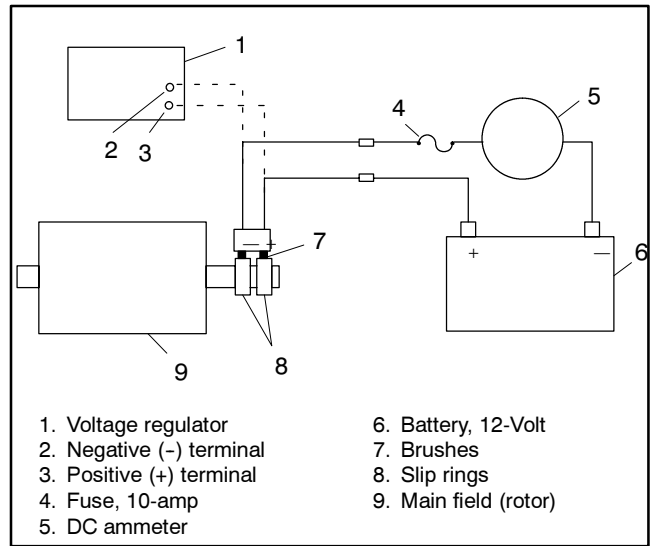 1
2
3
4
5
6
7
8
9
— +
+ —
1. Voltage regulator
2. Negative (–) terminal
3. Positive (+) terminal
4. Fuse, 10-amp
5. DC ammeter
6. Battery, 12-Volt
7. Brushes
8. Slip rings
9. Main field (rotor)